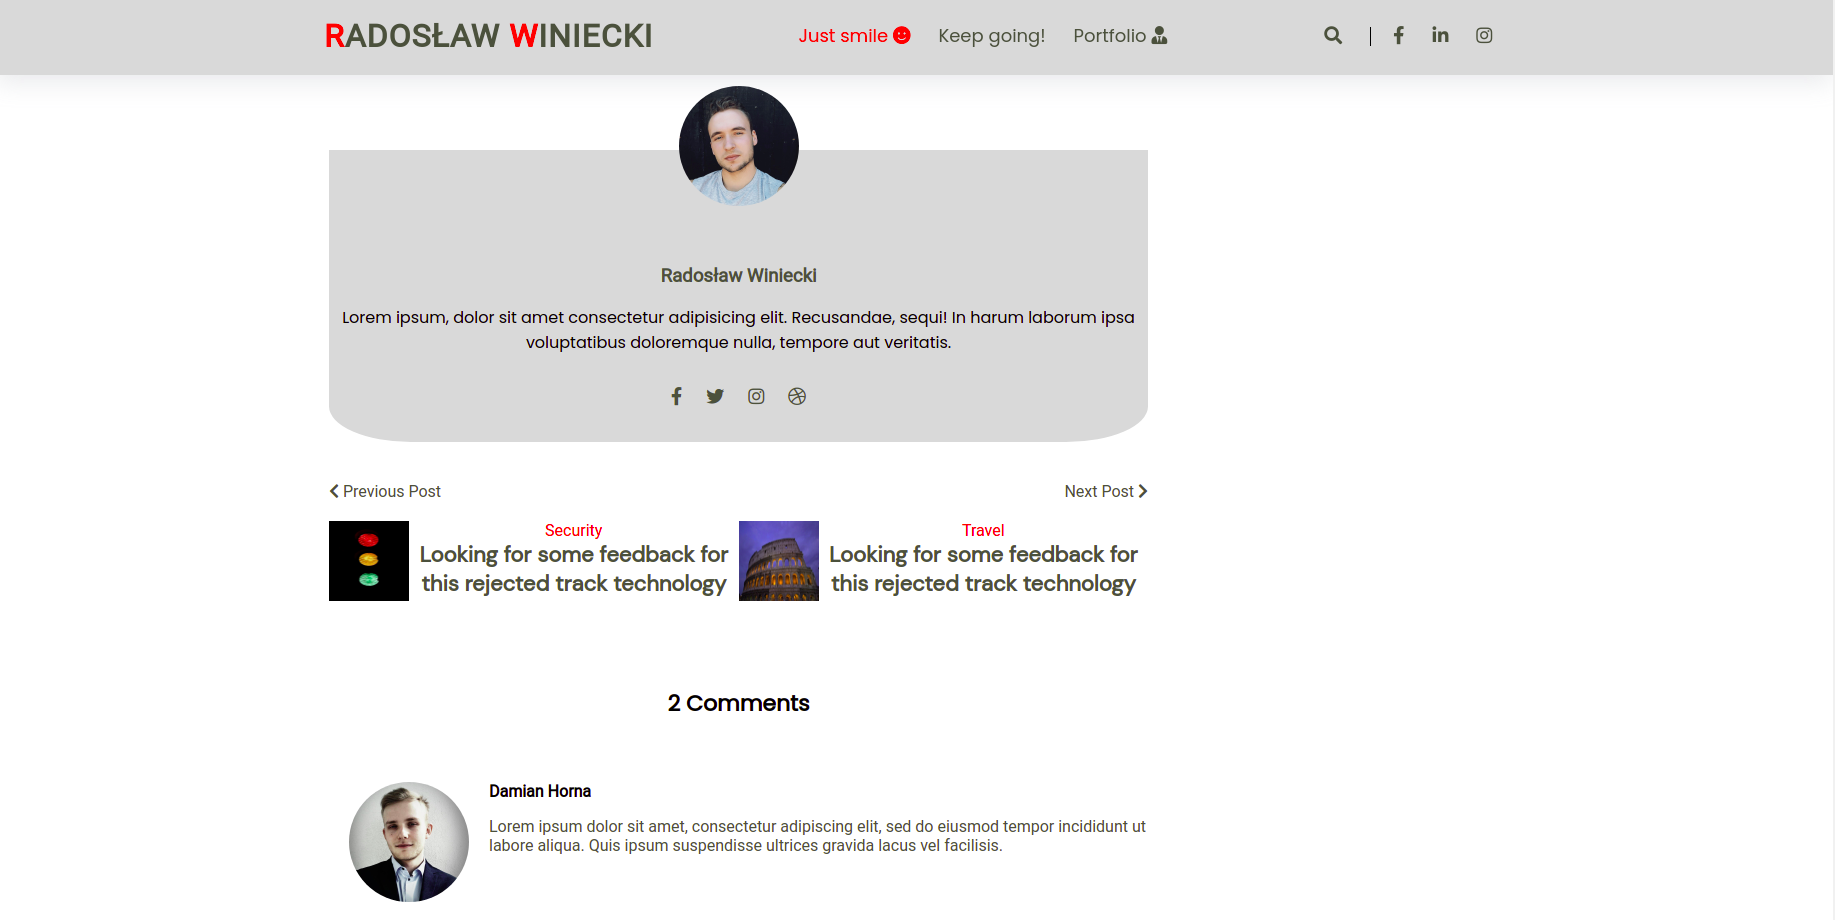 RADOSŁAW WINIECKI
Just smile
Keep going!
Portfolio
Radosław Winiecki
Lorem ipsum, dolor sit amet consectetur adipisicing elit. Recusandae, sequi! In harum laborum ipsa
voluptatibus doloremque nulla, tempore aut veritatis.
Previous Post
Next Post
Security
Looking for some feedback for
this rejected track technology
Travel
Looking for some feedback for
this rejected track technology
2 Comments
Damian Horna
Lorem ipsum dolor sit amet, consectetur adipiscing elit, sed do eiusmod tempor incididunt ut
labore aliqua. Quis ipsum suspendisse ultrices gravida lacus vel facilisis.